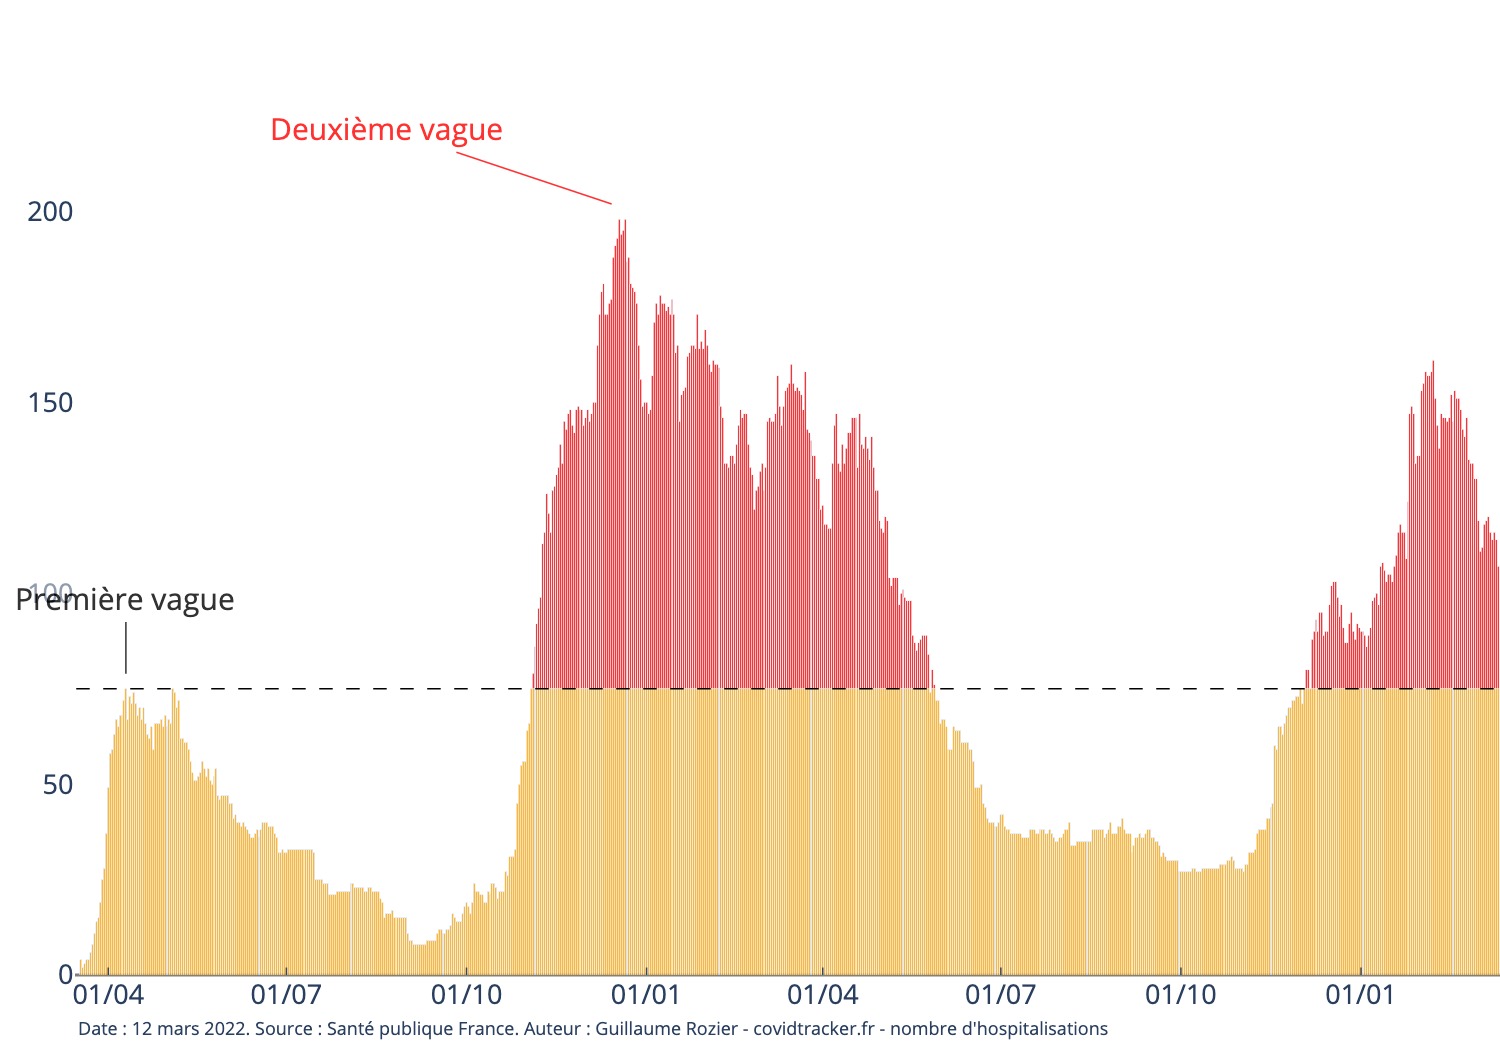 Deuxième vague
200
150
100
Première vague
50
0
01/04 01/07 01/10 01/01 01/04 01/07 01/10 01/01
Date : 12 mars 2022. Source : Santé publique France. Auteur : Guillaume Rozier - covidtracker.fr - nombre d'hospitalisations